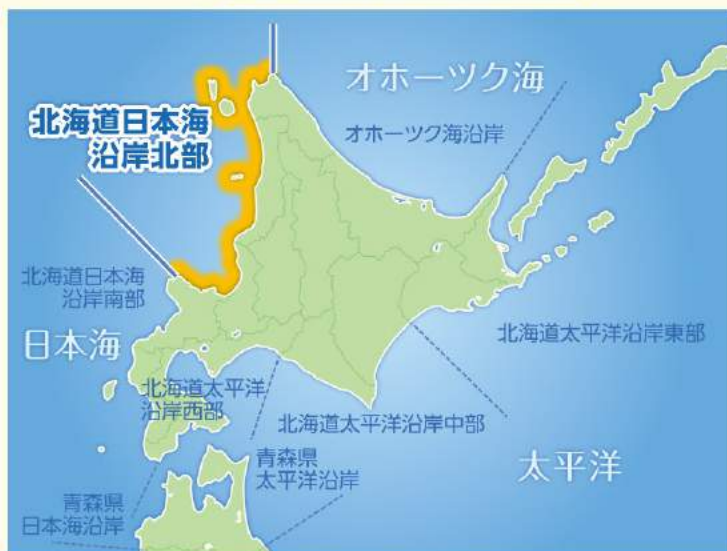 オホーツク海
北海道日本海
沿岸北部
オホーツク海沿岸
北海道日本海
沿岸南部
日本海
北海道太平洋沿岸東部
北海道太平洋
沿岸西部
北海道太平洋沿岸中部
青森県
太平洋沿岸
太平洋
青森県
日本海沿岸